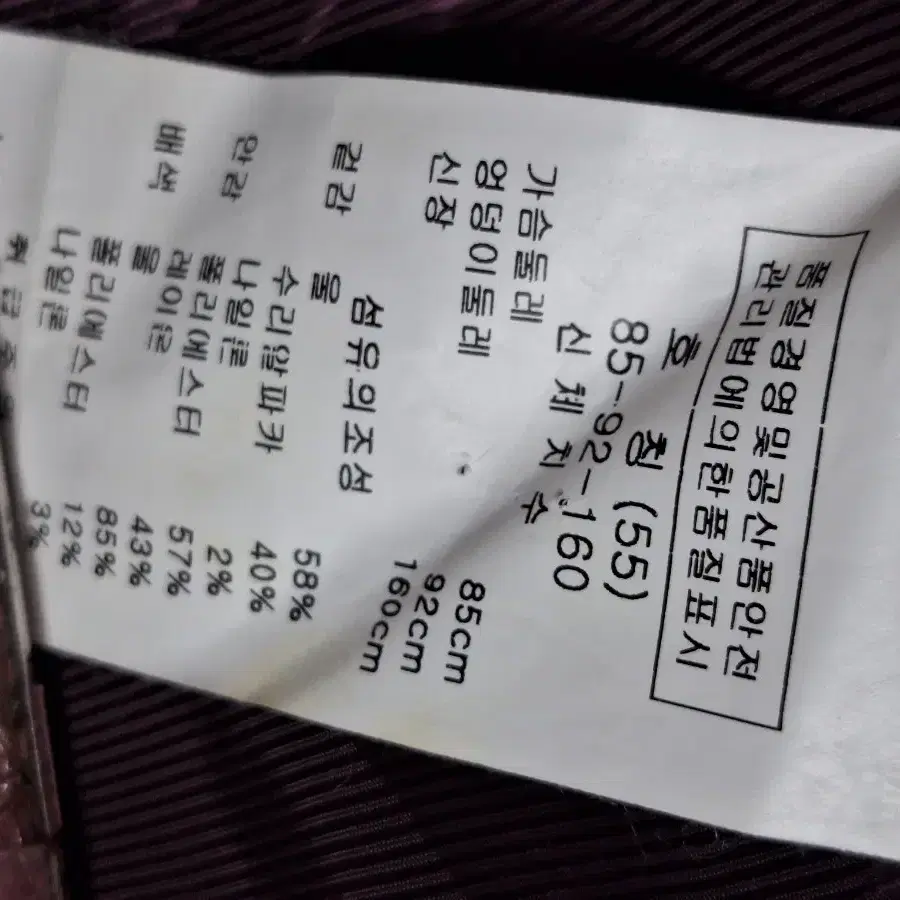 품질경영및공산품안전
관리법에의한품질표시
호 칭 (55)
85-92-160
신 체 치 수
가슴둘레 85cm
엉덩이둘레 92cm
신장 160cm
섬유의조성
겉감 울 58%
수리알파카 40%
나일론 2%
안감 폴리에스터 57%
레이온 43%
배색 울 85%
폴리에스터 12%
나일론 3%
취급주